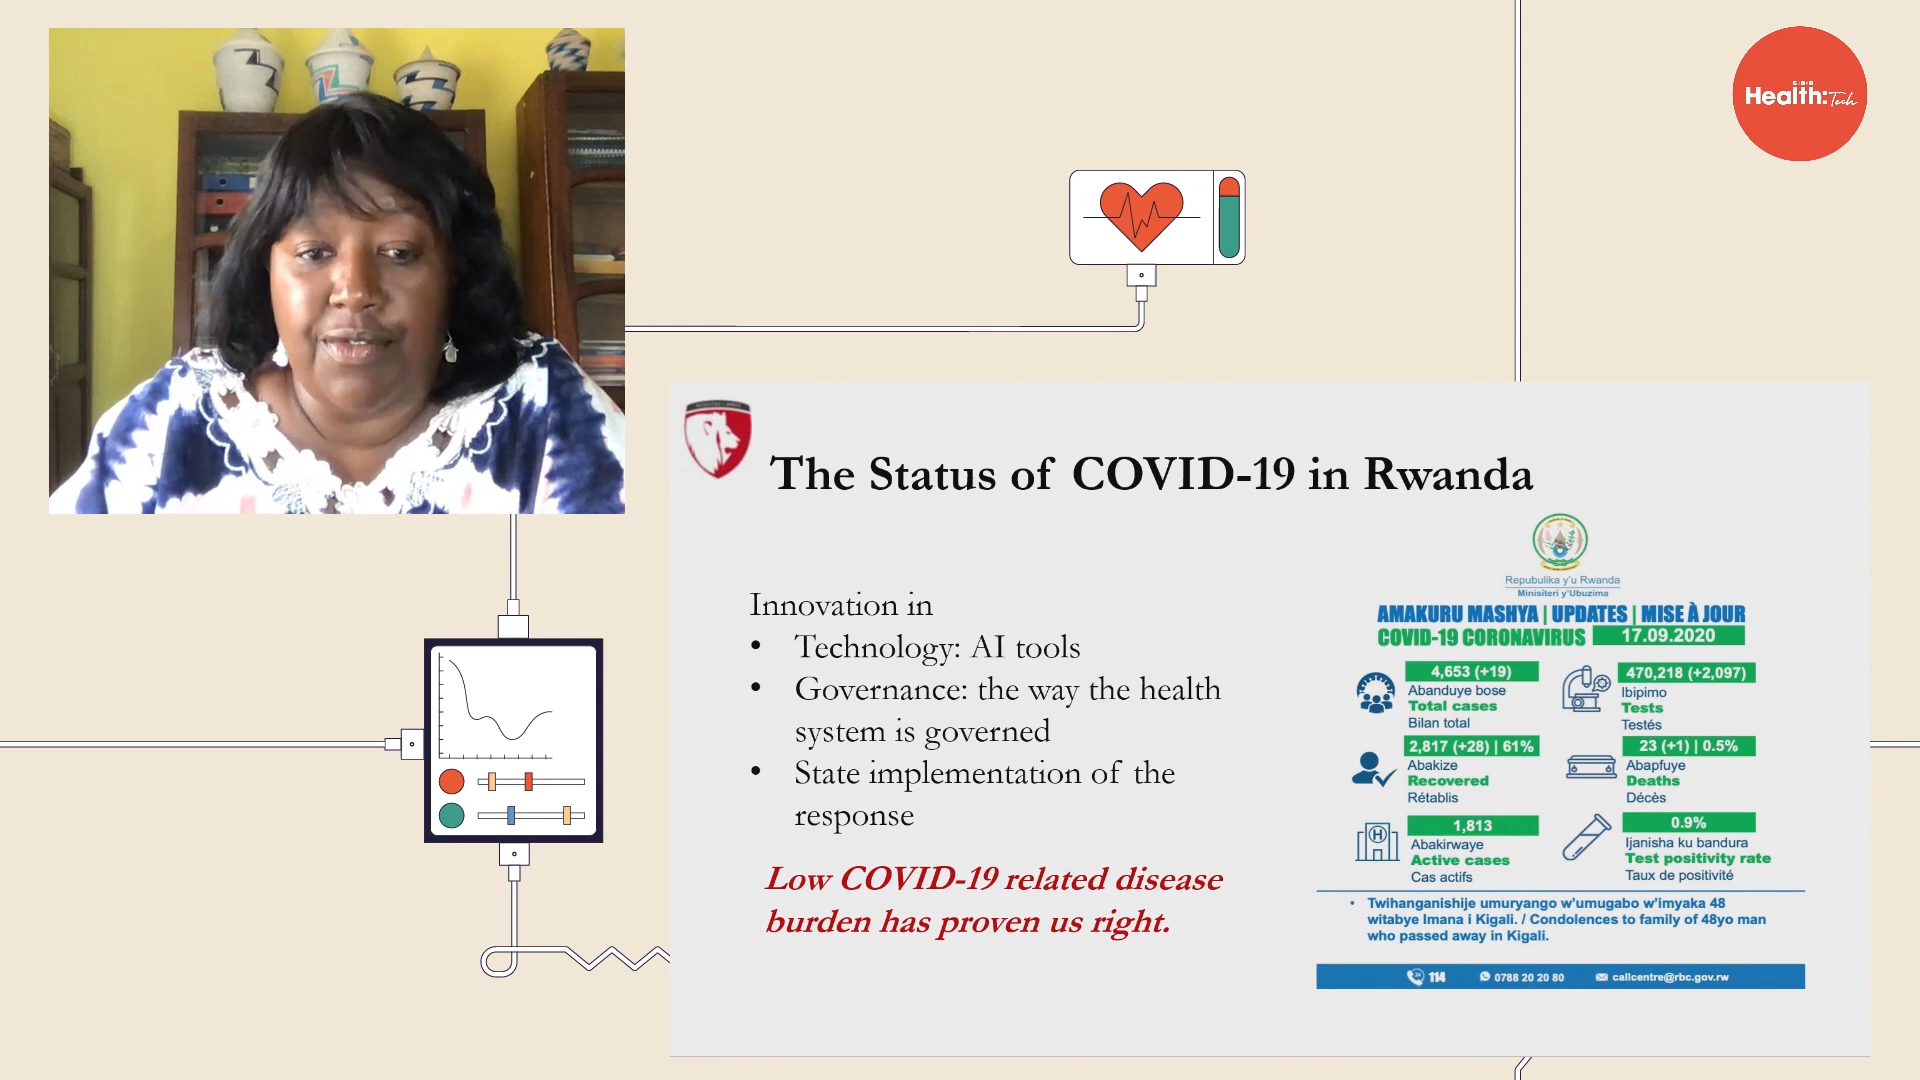 Health:Tech
The Status of COVID-19 in Rwanda
Innovation in
• Technology: AI tools
• Governance: the way the health
system is governed
• State implementation of the
response
Low COVID-19 related disease
burden has proven us right.
Repubulika y'u Rwanda
Minisiteri y'Ubuzima
AMAKURU MASHYA | UPDATES | MISE À JOUR
COVID-19 CORONAVIRUS 17.09.2020
4,653 (+19)
Abanduye bose
Total cases
Bilan total
470,218 (+2,097)
Ibipimo
Tests
Testés
2,817 (+28) | 61%
Abakize
Recovered
Rétablis
23 (+1) | 0.5%
Abapfuye
Deaths
Décès
1,813
Abakirwaye
Active cases
Cas actifs
0.9%
Ijanisha ku bandura
Test positivity rate
Taux de positivité
• Twihanganishije umuryango w'umugabo w'imyaka 48
witabye Imana i Kigali. / Condolences to family of 48yo man
who passed away in Kigali.
114 0788 20 20 80 callcentre@rbc.gov.rw